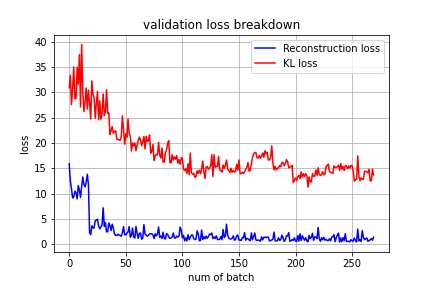 validation loss breakdown
Reconstruction loss
KL loss
loss
40
35
30
25
20
15
10
5
0
0 50 100 150 200 250
num of batch